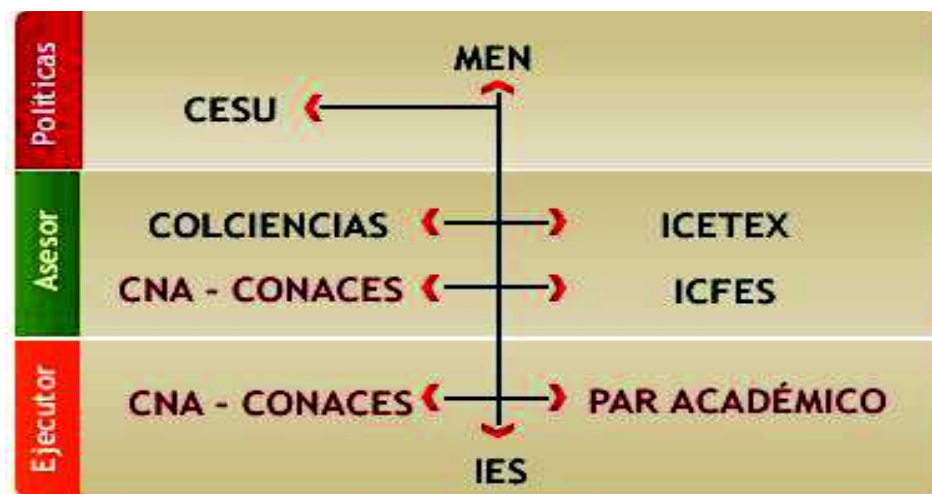 Políticas
MEN
CESU
Asesor
COLCIENCIAS
ICETEX
CNA - CONACES
ICFES
Ejecutor
CNA - CONACES
PAR ACADÉMICO
IES